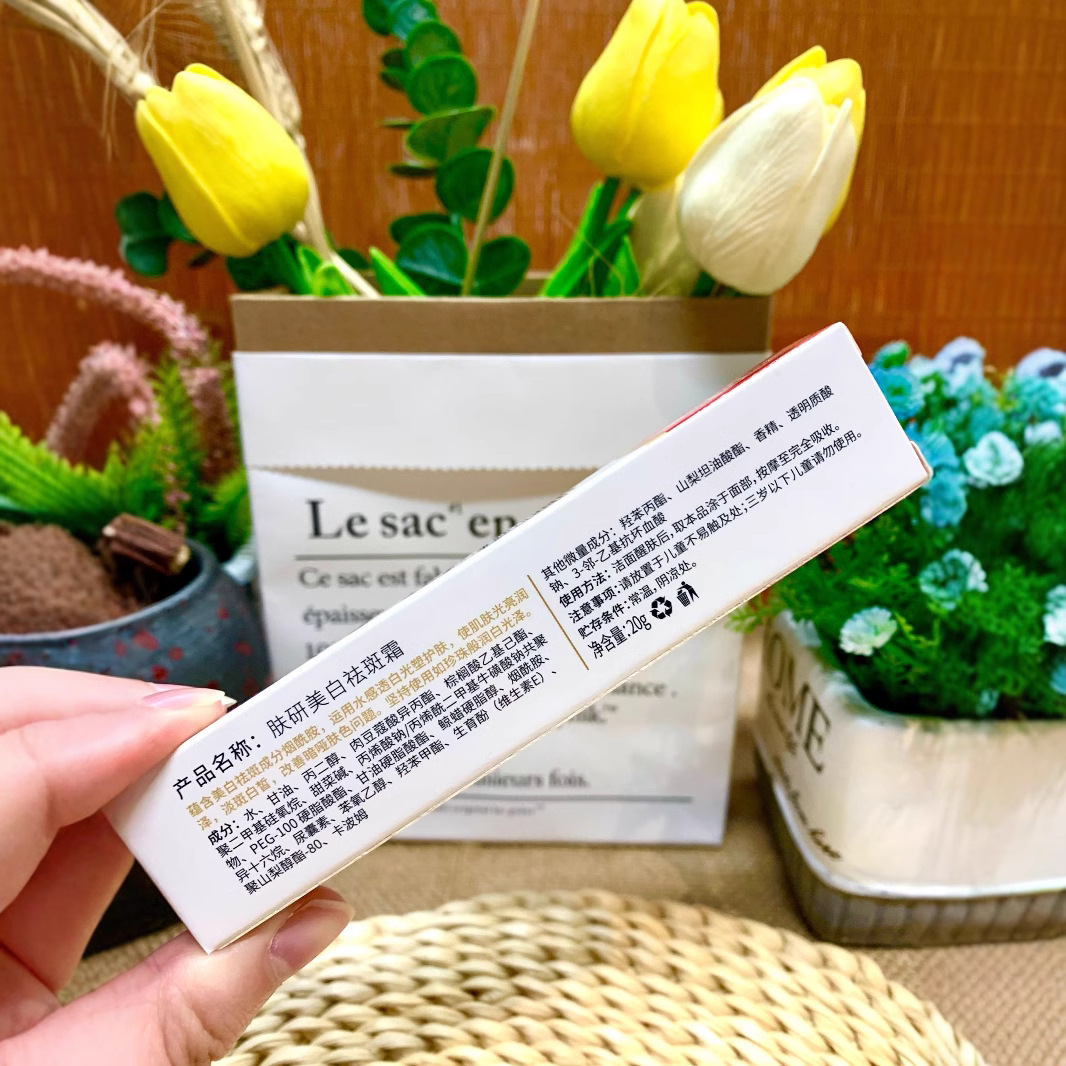 产品名称：肤研美白祛斑霜
蕴含美白祛斑成分烟酰胺，运用水感透白光塑护肤，使肌肤光亮润
泽，淡斑白皙，改善暗哑肤色问题。坚持使用如珍珠般润白光泽。
成分：水、甘油、丙二醇、肉豆蔻酸异丙酯、棕榈酸乙基己酯、
聚二甲基硅氧烷、甜菜碱、丙烯酸钠/丙烯酰二甲基牛磺酸钠共聚
物、PEG-100硬脂酸酯、甘油硬脂酸酯、鲸蜡硬脂醇、烟酰胺、
异十六烷、尿囊素、苯氧乙醇、羟苯甲酯、生育酚（维生素E）、
聚山梨醇酯-80、卡波姆
其他微量成分：羟苯丙酯、山梨坦油酸酯、香精、透明质酸
钠、3-邻-乙基抗坏血酸
使用方法：洁面醒肤后，取本品涂于面部，按摩至完全吸收。
注意事项：请放置于儿童不易触及处；三岁以下儿童请勿使用。
贮存条件：常温，阴凉处。
净含量：20g
Le sac en
Ce sac est
épaisse
ance.
sieurs fois.
OME